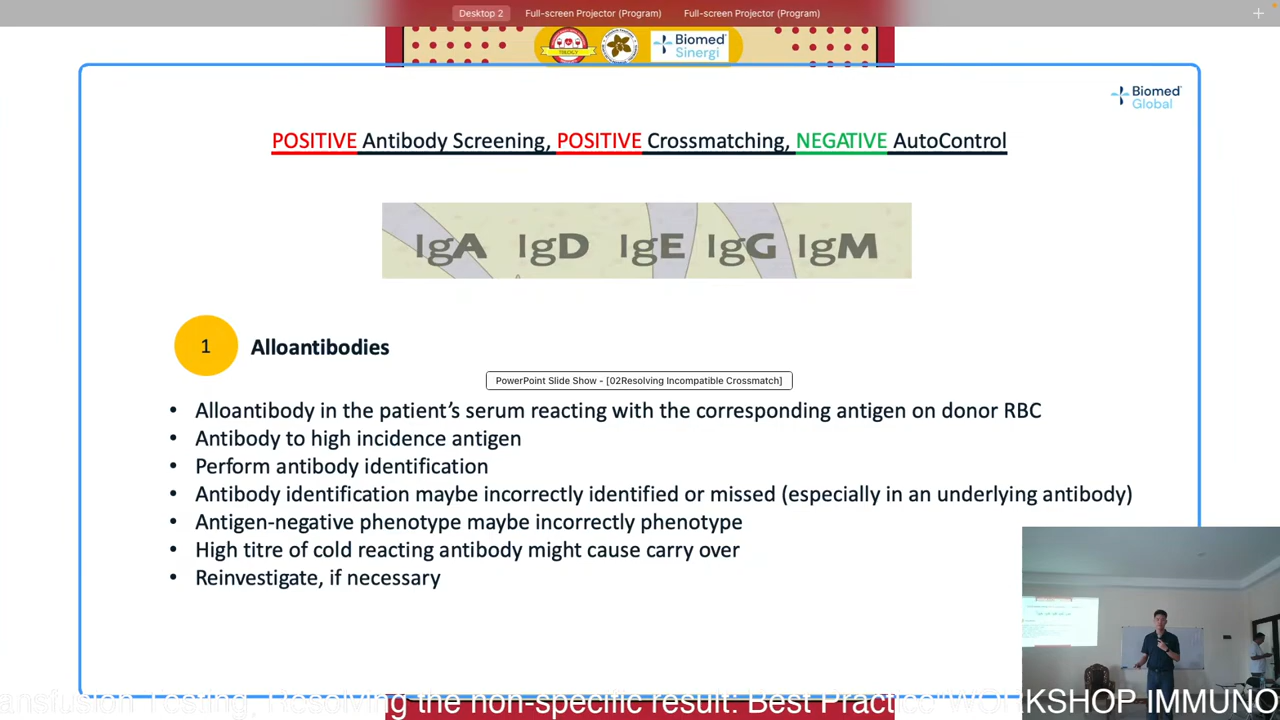 Desktop 2
Full-screen Projector (Program)
Full-screen Projector (Program)
Biomed
Sinergi
Biomed
Global
POSITIVE Antibody Screening, POSITIVE Crossmatching, NEGATIVE AutoControl
IgA IgD IgE IgG IgM
1
Alloantibodies
PowerPoint Slide Show - [02Resolving Incompatible Crossmatch]
• Alloantibody in the patient’s serum reacting with the corresponding antigen on donor RBC
• Antibody to high incidence antigen
• Perform antibody identification
• Antibody identification maybe incorrectly identified or missed (especially in an underlying antibody)
• Antigen-negative phenotype maybe incorrectly phenotype
• High titre of cold reacting antibody might cause carry over
• Reinvestigate, if necessary
ansfusion Testing, Resolving the non-specific result: Best Practice WORKSHOP IMMUNO